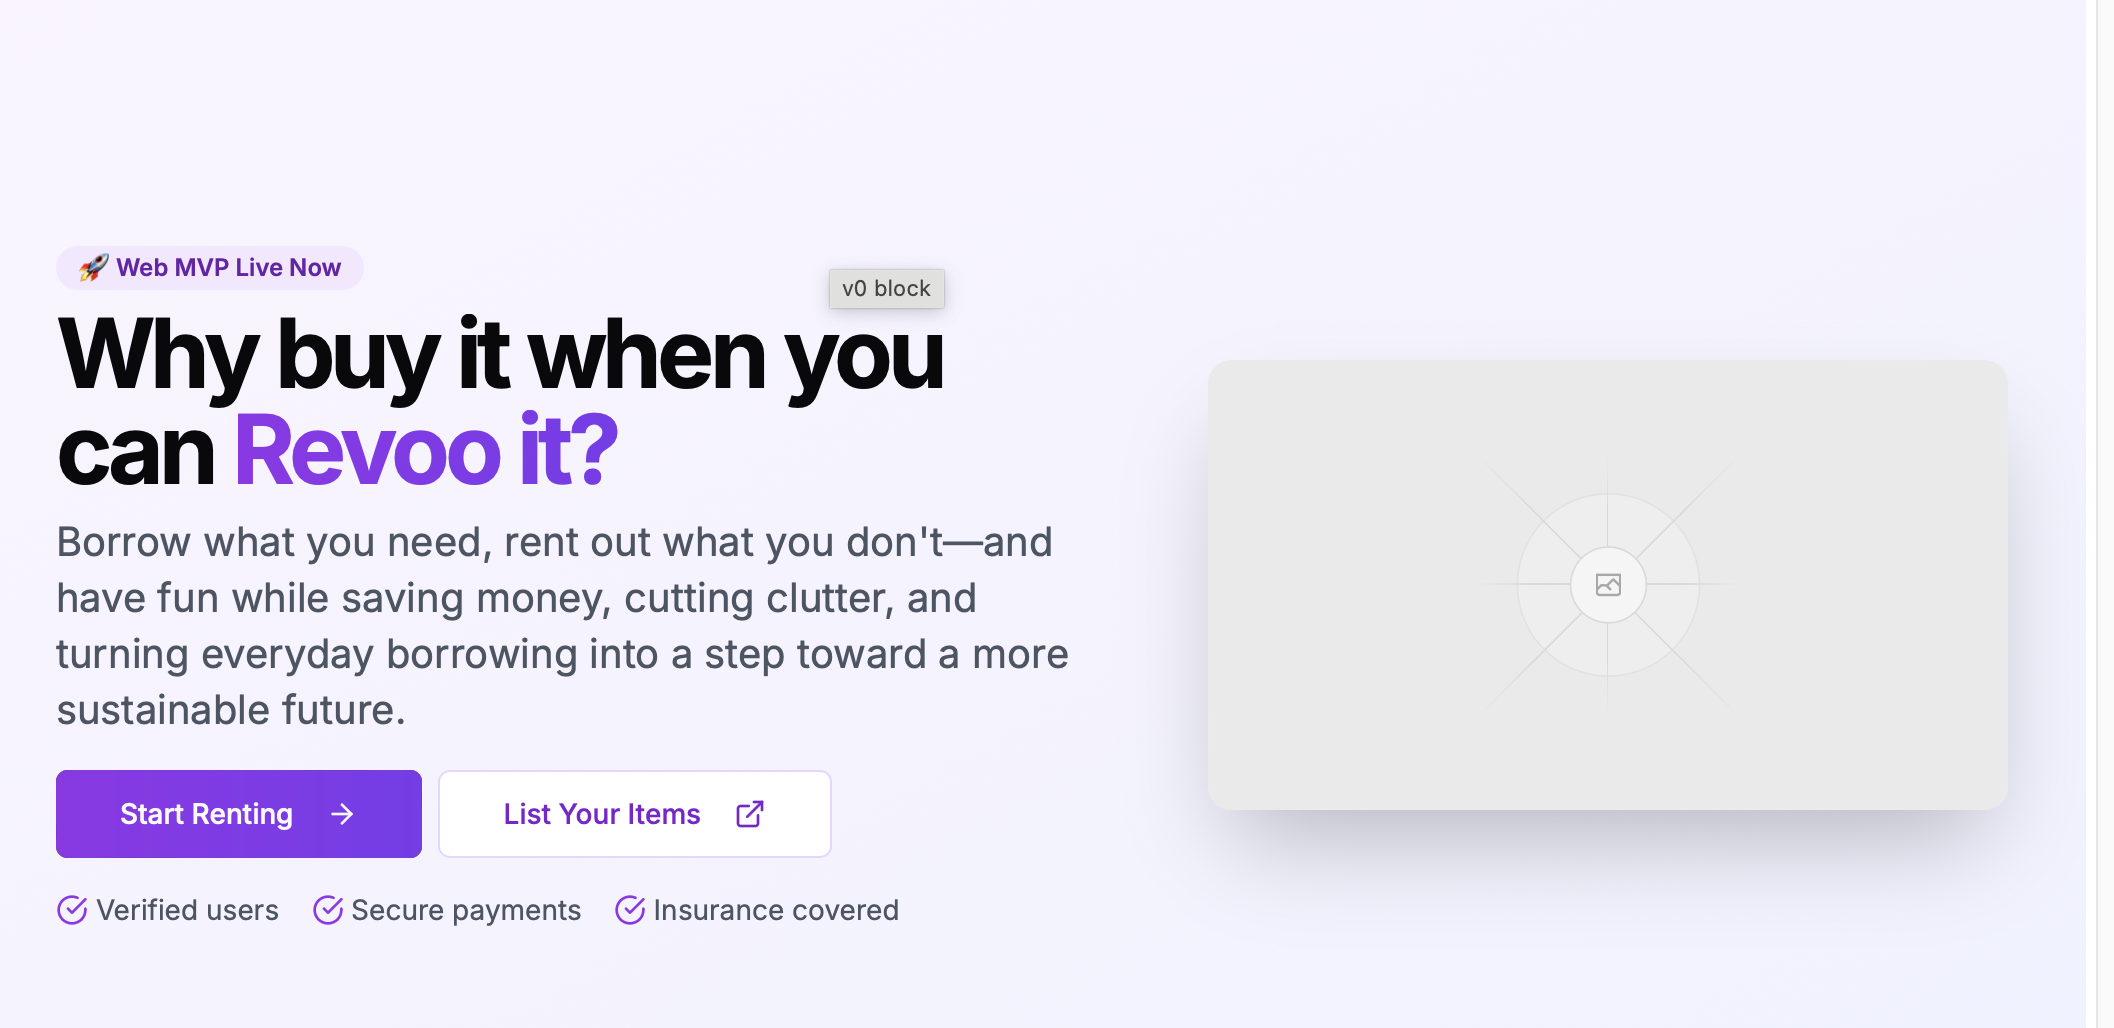 🚀 Web MVP Live Now
v0 block
Why buy it when you
can Revoo it?
Borrow what you need, rent out what you don't—and
have fun while saving money, cutting clutter, and
turning everyday borrowing into a step toward a more
sustainable future.
Start Renting
List Your Items
Verified users
Secure payments
Insurance covered